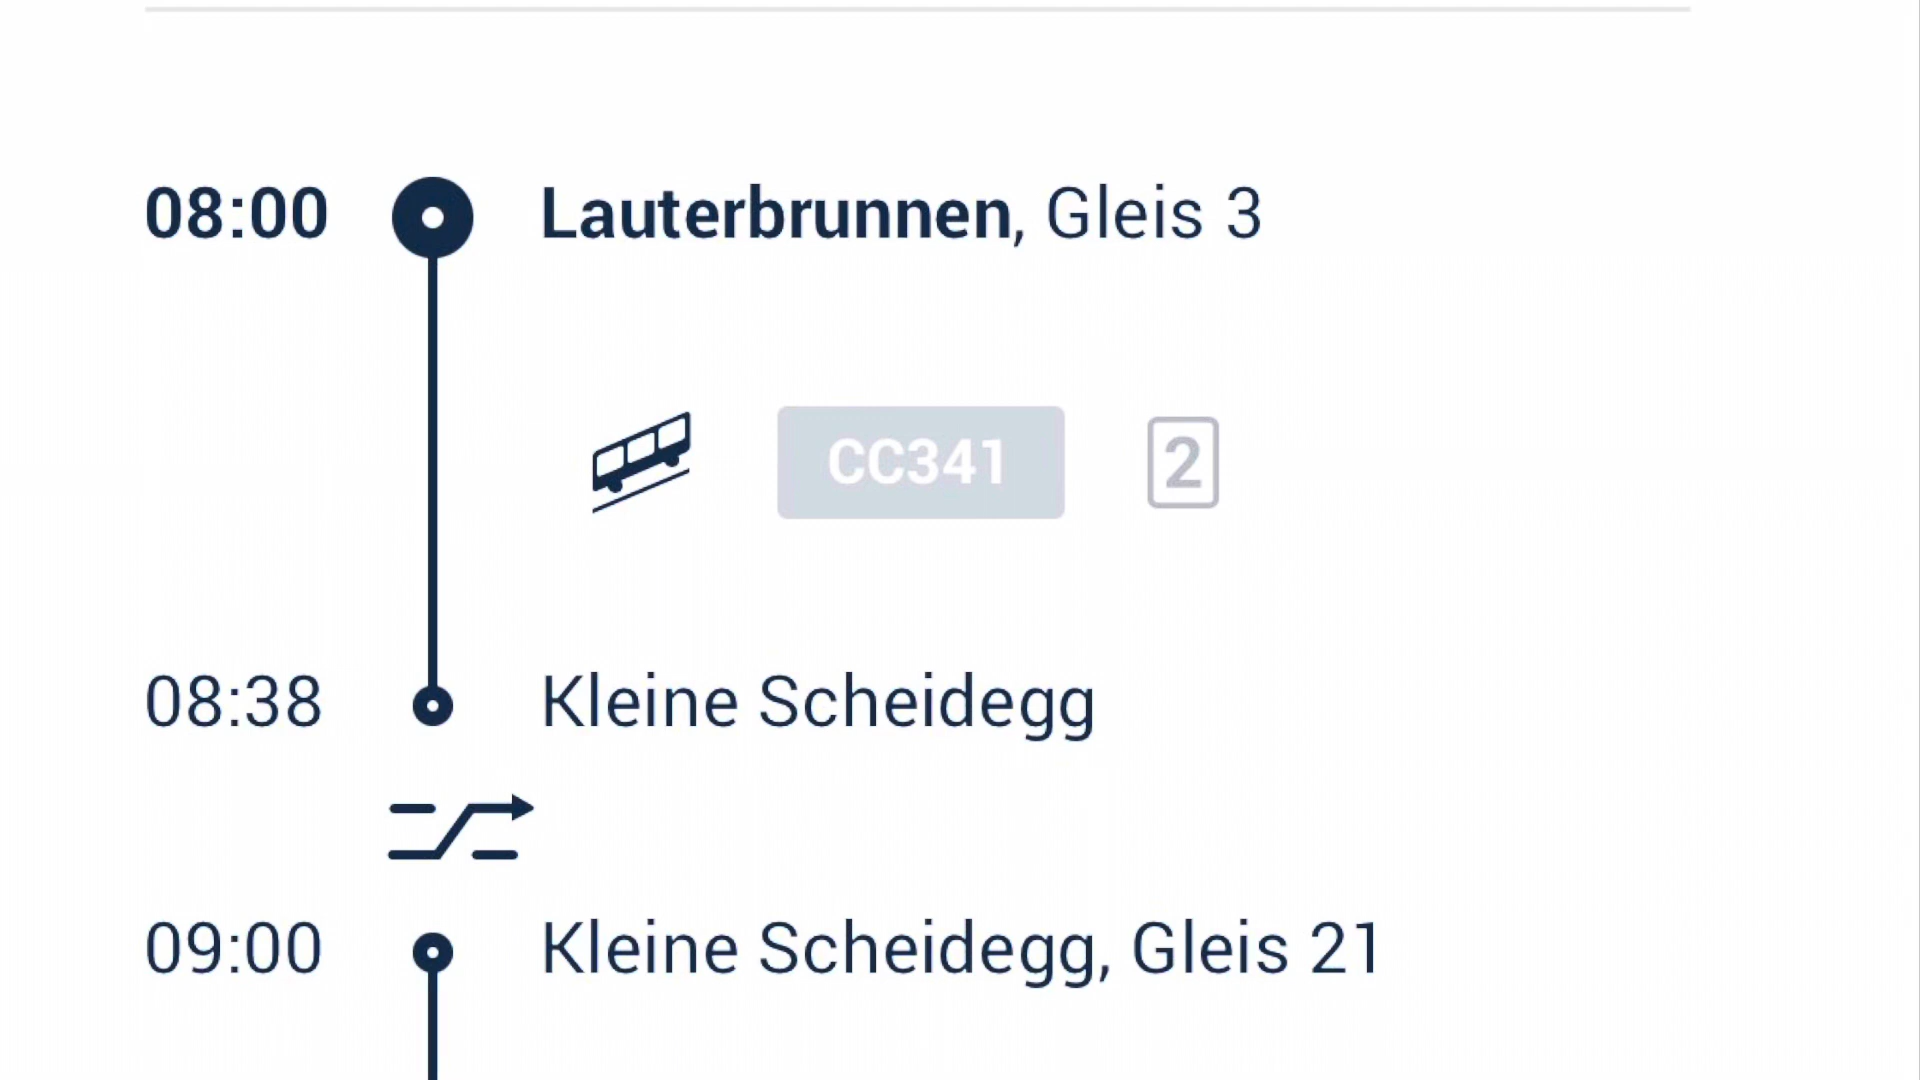 08:00 Lauterbrunnen, Gleis 3
CC341 2
08:38 Kleine Scheidegg
09:00 Kleine Scheidegg, Gleis 21